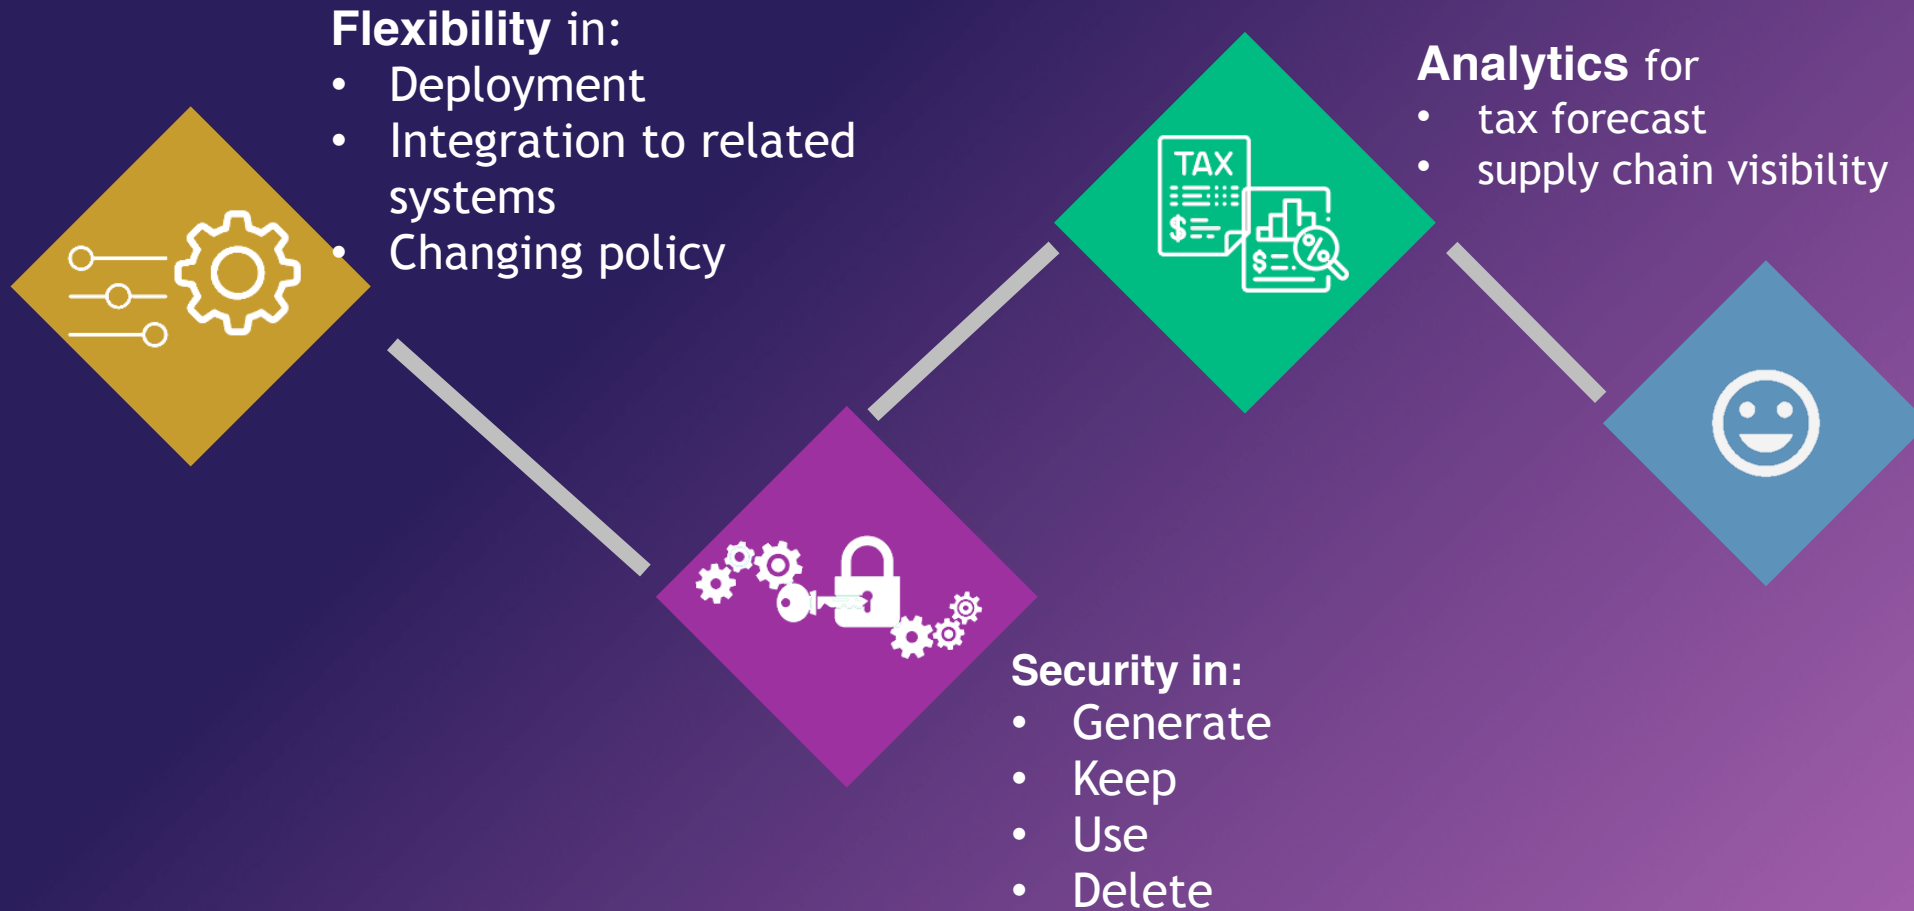 Flexibility in:
• Deployment
• Integration to related
systems
• Changing policy
TAX
$
$
%
Analytics for
• tax forecast
• supply chain visibility
Security in:
• Generate
• Keep
• Use
• Delete